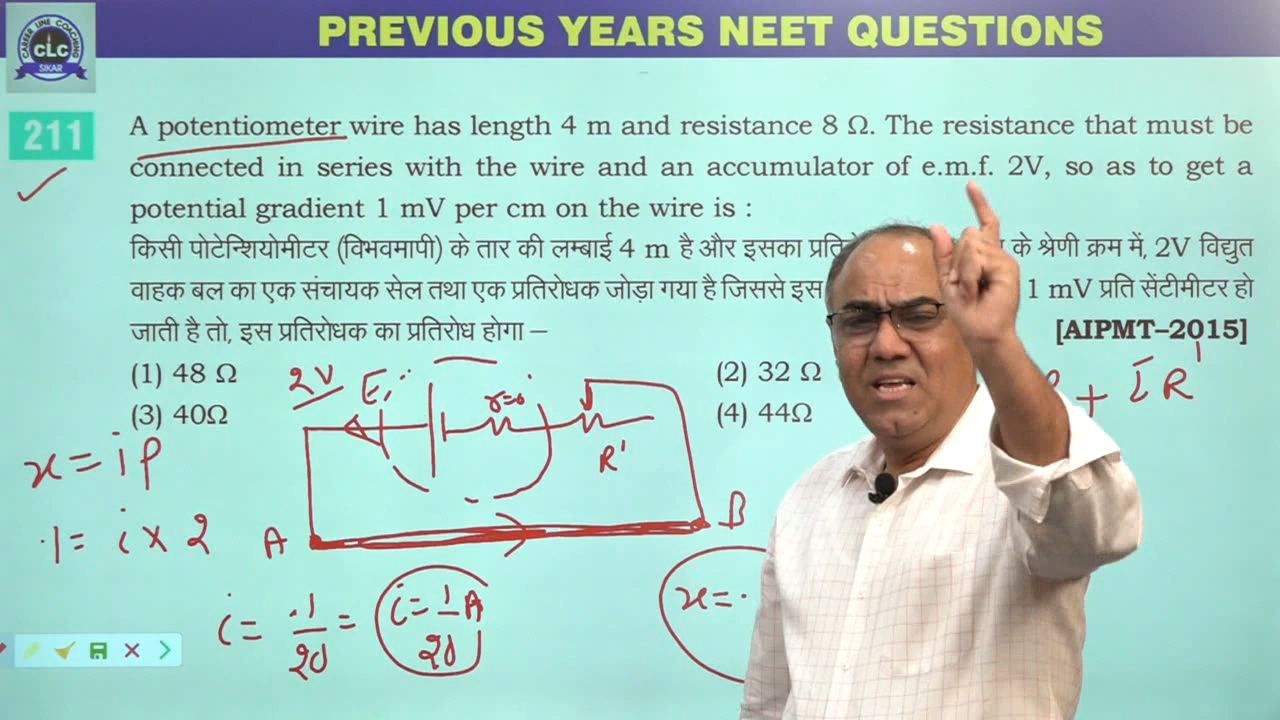 PREVIOUS YEARS NEET QUESTIONS
CAREER LINE COACHING
CLC
SIKAR
211
A potentiometer wire has length 4 m and resistance 8 Ω. The resistance that must be
connected in series with the wire and an accumulator of e.m.f. 2V, so as to get a
potential gradient 1 mV per cm on the wire is :
किसी पोटेन्शियोमीटर (विभवमापी) के तार की लम्बाई 4 m है और इसका के श्रेणी क्रम में, 2V विद्युत
वाहक बल का एक संचायक सेल तथा एक प्रतिरोधक जोड़ा गया है जिससे इस 1 mV प्रति सेंटीमीटर हो
जाती है तो, इस प्रतिरोधक का प्रतिरोध होगा –
[AIPMT–2015]
(1) 48 Ω
(2) 32 Ω
(3) 40Ω
(4) 44Ω
2V
E,
r=0
R'
+ iR'
x = iρ
.1 = i × 2
A
B
i = .1/20 =
i = 1/20 A
x = .